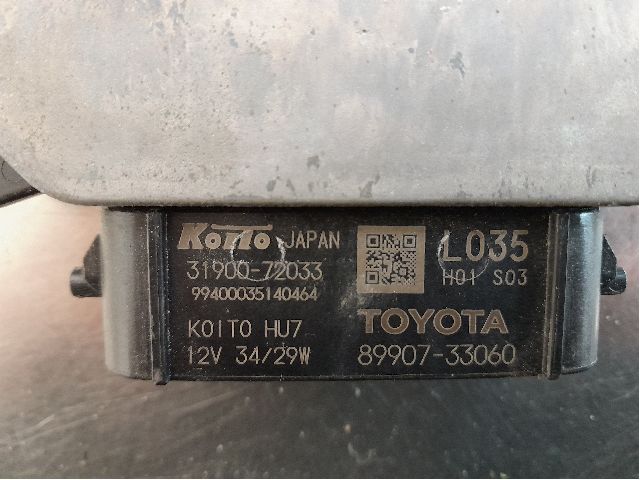 KOITO JAPAN
31900-72033
99400035140464
KOITO HU7
12V 34/29W
L035
H01 S03
TOYOTA
89907-33060